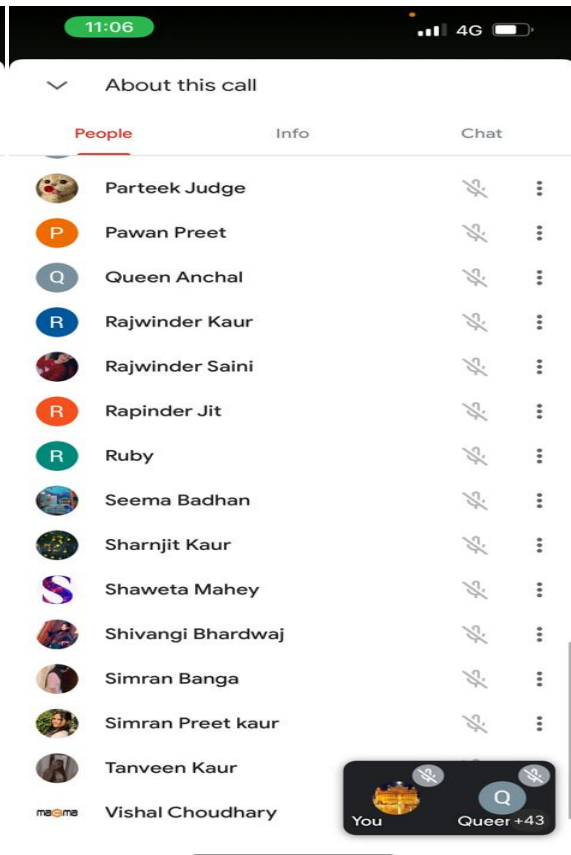 11:06
4G
About this call
People Info Chat
Parteek Judge
P Pawan Preet
Q Queen Anchal
R Rajwinder Kaur
Rajwinder Saini
R Rapinder Jit
R Ruby
Seema Badhan
Sharnjit Kaur
S Shaweta Mahey
Shivangi Bhardwaj
Simran Banga
Simran Preet kaur
Tanveen Kaur
Q
magma Vishal Choudhary
You Queer +43